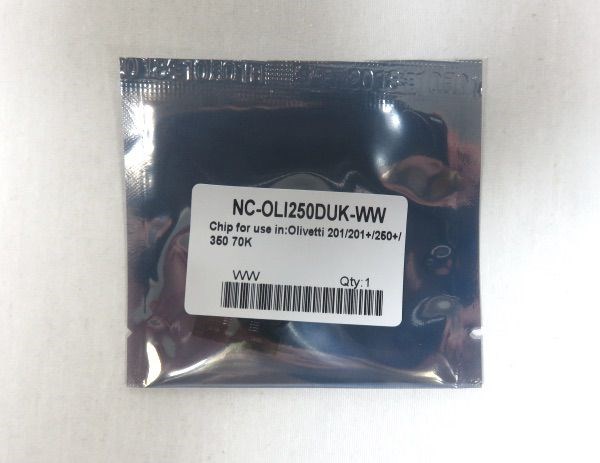 NC-OLI250DUK-WW
Chip for use in:Olivetti 201/201+/250+/
350 70K
WW Qty:1